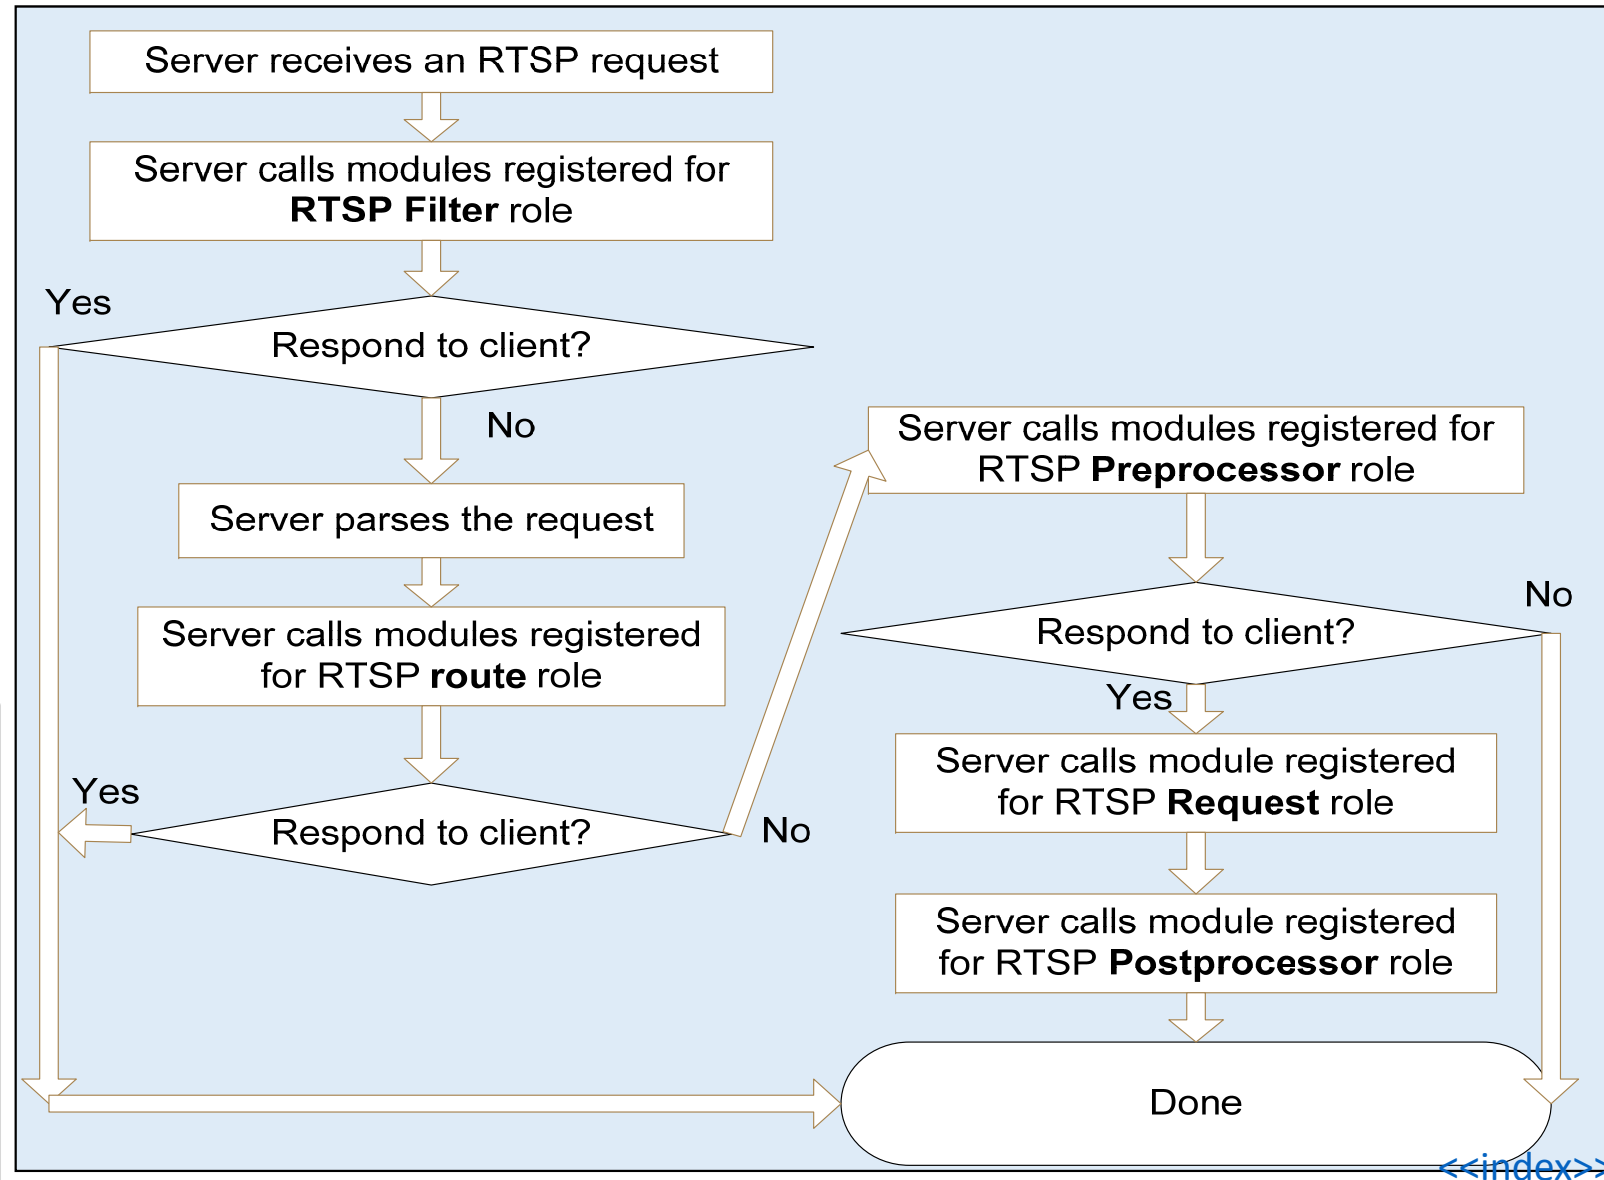 Server receives an RTSP request
Server calls modules registered for
RTSP Filter role
Yes
Respond to client?
No
Server parses the request
Server calls modules registered
for RTSP route role
Yes
Respond to client?
No
Server calls modules registered for
RTSP Preprocessor role
No
Respond to client?
Yes
Server calls module registered
for RTSP Request role
Server calls module registered
for RTSP Postprocessor role
Done
<<index>>